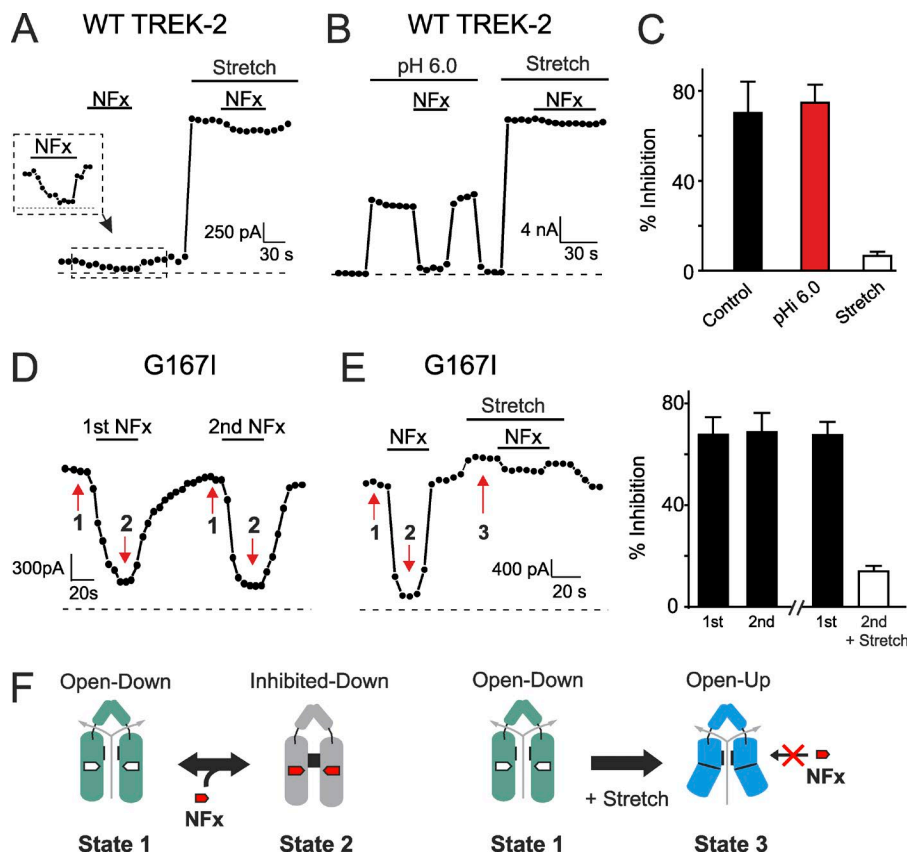 A
WT TREK-2
Stretch
NFx
NFx
NFx
250 pA
30 s
B
WT TREK-2
pH 6.0
Stretch
NFx
NFx
4 nA
30 s
C
% Inhibition
80
40
0
Control
pHi 6.0
Stretch
D
G167I
1st NFx
2nd NFx
1
2
1
2
300pA
20s
E
G167I
Stretch
NFx
NFx
1
2
3
400 pA
20 s
% Inhibition
80
40
0
1st
2nd
1st
2nd
+ Stretch
F
Open-Down
Inhibited-Down
NFx
State 1
State 2
Open-Down
Open-Up
+ Stretch
NFx
State 1
State 3